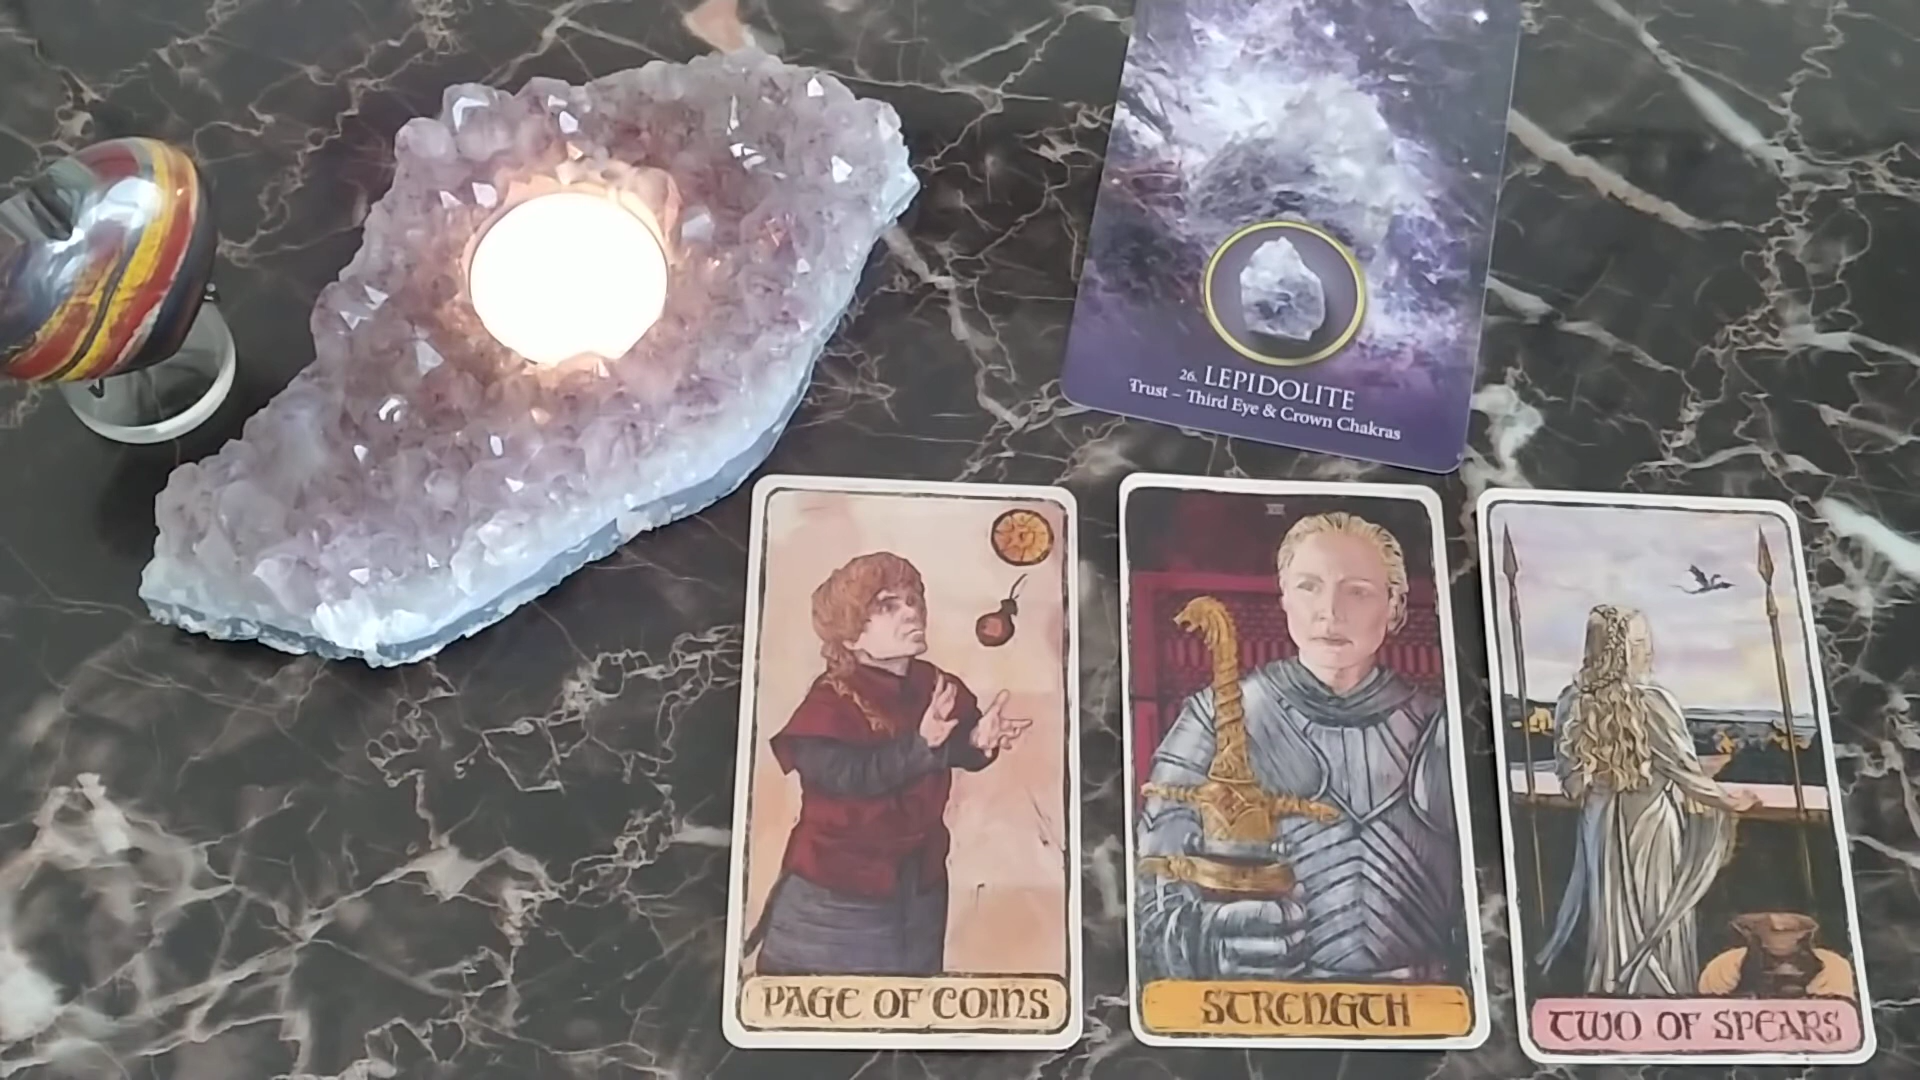 26. LEPIDOLITE
Trust – Third Eye & Crown Chakras
PAGE OF COINS
STRENGTH
TWO OF SPEARS